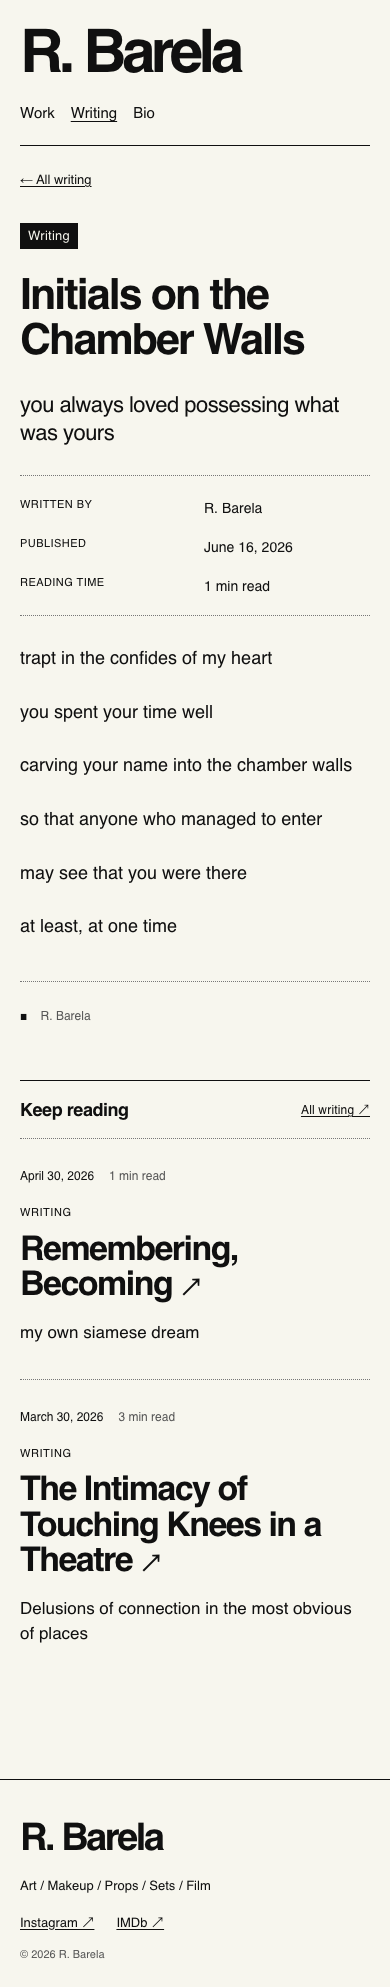 R. Barela
Work Writing Bio
← All writing
Writing
Initials on the
Chamber Walls
you always loved possessing what
was yours
WRITTEN BY R. Barela
PUBLISHED June 16, 2026
READING TIME 1 min read
trapt in the confides of my heart
you spent your time well
carving your name into the chamber walls
so that anyone who managed to enter
may see that you were there
at least, at one time
■ R. Barela
Keep reading All writing ↗
April 30, 2026 1 min read
WRITING
Remembering,
Becoming ↗
my own siamese dream
March 30, 2026 3 min read
WRITING
The Intimacy of
Touching Knees in a
Theatre ↗
Delusions of connection in the most obvious
of places
R. Barela
Art / Makeup / Props / Sets / Film
Instagram ↗ IMDb ↗
© 2026 R. Barela